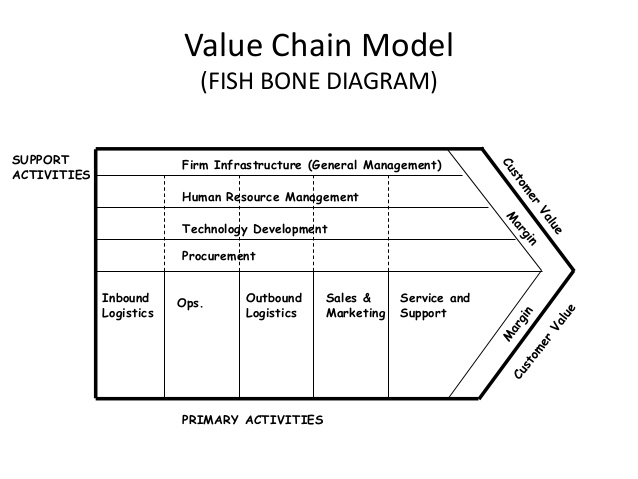 Value Chain Model
(FISH BONE DIAGRAM)
SUPPORT
ACTIVITIES
Firm Infrastructure (General Management)
Human Resource Management
Technology Development
Procurement
Customer Value
Margin
Inbound
Logistics
Ops.
Outbound
Logistics
Sales &
Marketing
Service and
Support
Margin
Customer Value
PRIMARY ACTIVITIES